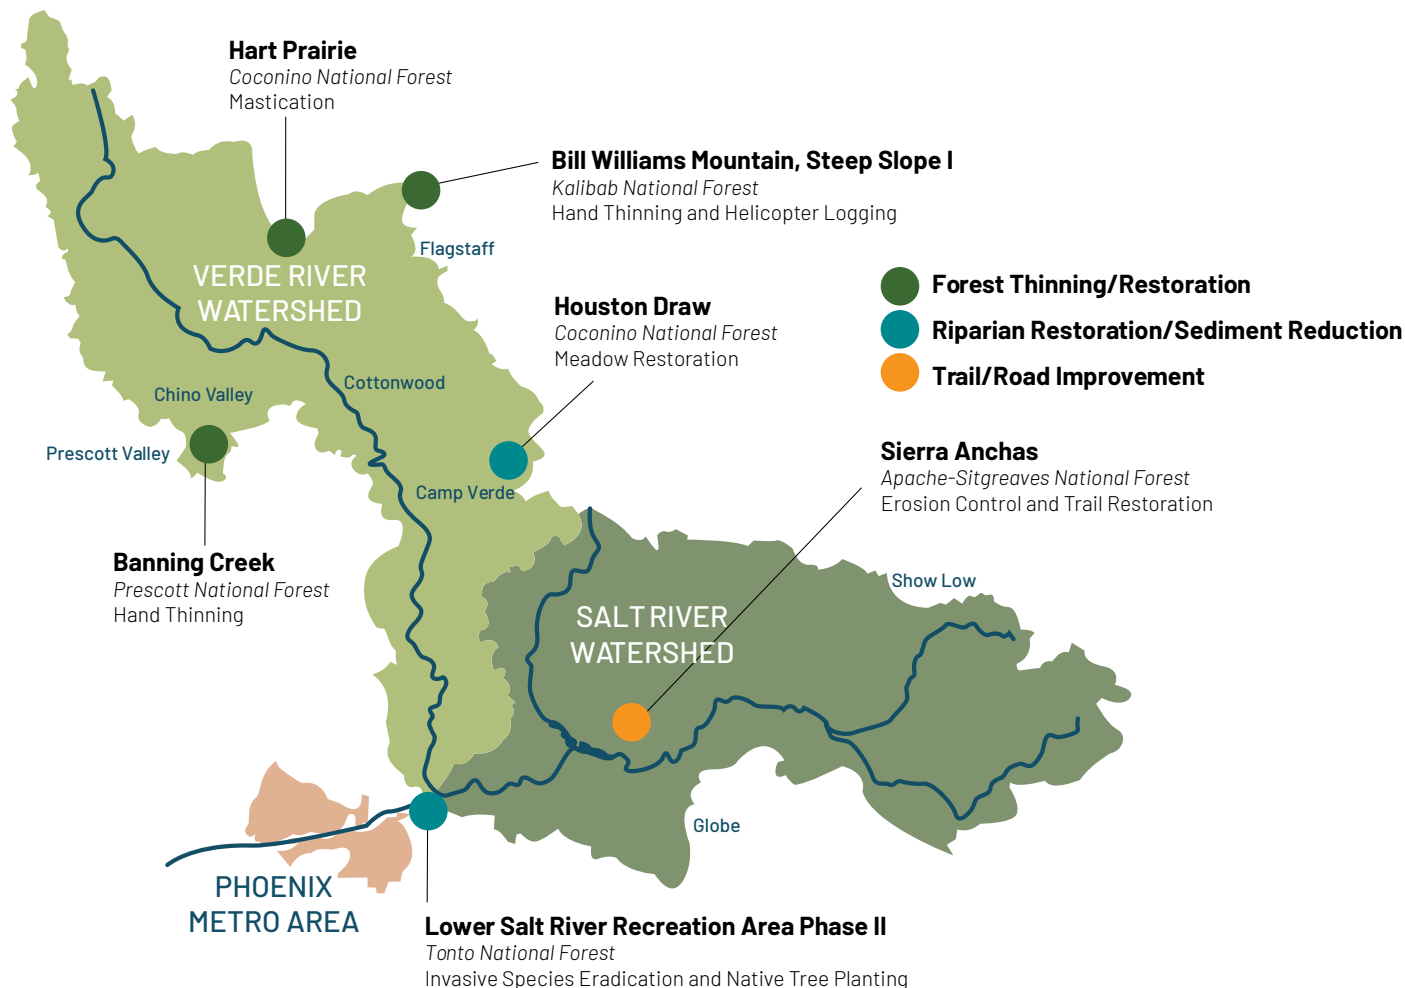 Hart Prairie
Coconino National Forest
Mastication
Bill Williams Mountain, Steep Slope I
Kalibab National Forest
Hand Thinning and Helicopter Logging
Flagstaff
VERDE RIVER
WATERSHED
Houston Draw
Coconino National Forest
Meadow Restoration
Forest Thinning/Restoration
Riparian Restoration/Sediment Reduction
Trail/Road Improvement
Cottonwood
Chino Valley
Prescott Valley
Camp Verde
Sierra Anchas
Apache-Sitgreaves National Forest
Erosion Control and Trail Restoration
Banning Creek
Prescott National Forest
Hand Thinning
Show Low
SALT RIVER
WATERSHED
Globe
PHOENIX
METRO AREA
Lower Salt River Recreation Area Phase II
Tonto National Forest
Invasive Species Eradication and Native Tree Planting